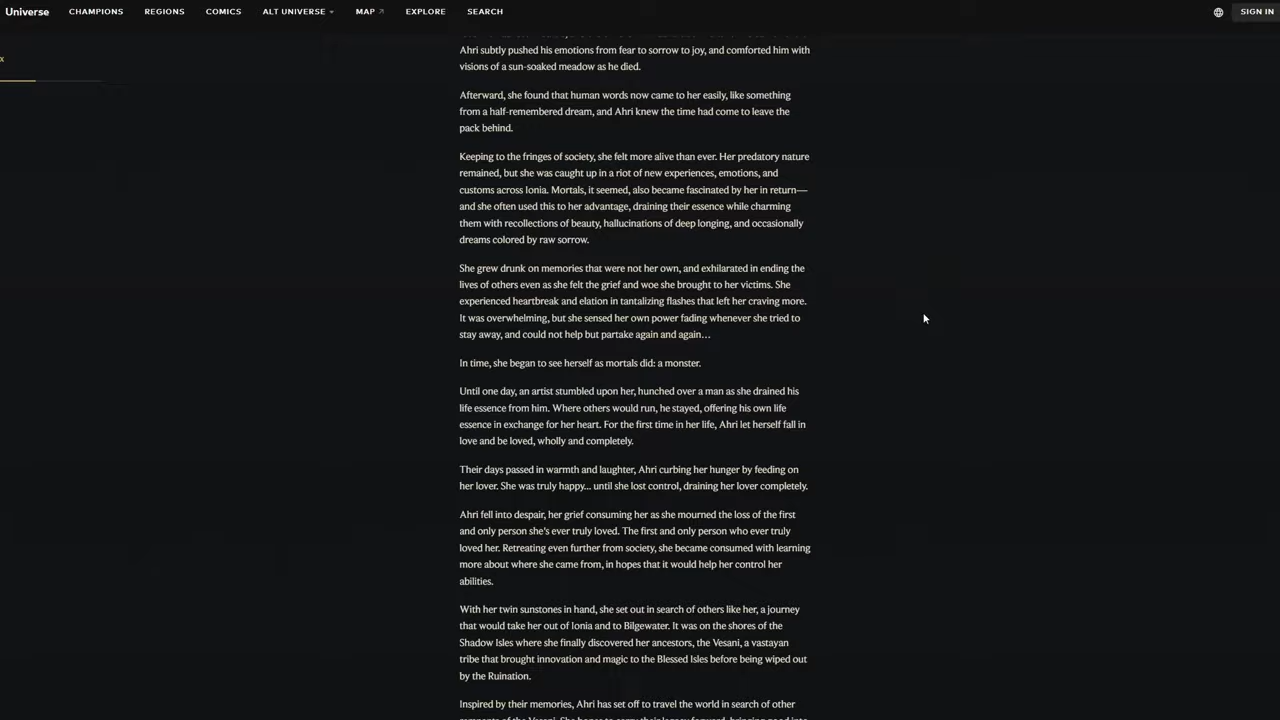 Universe CHAMPIONS REGIONS COMICS ALT UNIVERSE MAP EXPLORE SEARCH SIGN IN
x
Ahri subtly pushed his emotions from fear to sorrow to joy, and comforted him with
visions of a sun-soaked meadow as he died.
Afterward, she found that human words now came to her easily, like something
from a half-remembered dream, and Ahri knew the time had come to leave the
pack behind.
Keeping to the fringes of society, she felt more alive than ever. Her predatory nature
remained, but she was caught up in a riot of new experiences, emotions, and
customs across Ionia. Mortals, it seemed, also became fascinated by her in return—
and she often used this to her advantage, draining their essence while charming
them with recollections of beauty, hallucinations of deep longing, and occasionally
dreams colored by raw sorrow.
She grew drunk on memories that were not her own, and exhilarated in ending the
lives of others even as she felt the grief and woe she brought to her victims. She
experienced heartbreak and elation in tantalizing flashes that left her craving more.
It was overwhelming, but she sensed her own power fading whenever she tried to
stay away, and could not help but partake again and again…
In time, she began to see herself as mortals did: a monster.
Until one day, an artist stumbled upon her, hunched over a man as she drained his
life essence from him. Where others would run, he stayed, offering his own life
essence in exchange for her heart. For the first time in her life, Ahri let herself fall in
love and be loved, wholly and completely.
Their days passed in warmth and laughter, Ahri curbing her hunger by feeding on
her lover. She was truly happy... until she lost control, draining her lover completely.
Ahri fell into despair, her grief consuming her as she mourned the loss of the first
and only person she's ever truly loved. The first and only person who ever truly
loved her. Retreating even further from society, she became consumed with learning
more about where she came from, in hopes that it would help her control her
abilities.
With her twin sunstones in hand, she set out in search of others like her, a journey
that would take her out of Ionia and to Bilgewater. It was on the shores of the
Shadow Isles where she finally discovered her ancestors, the Vesani, a vastayan
tribe that brought innovation and magic to the Blessed Isles before being wiped out
by the Ruination.
Inspired by their memories, Ahri has set off to travel the world in search of other